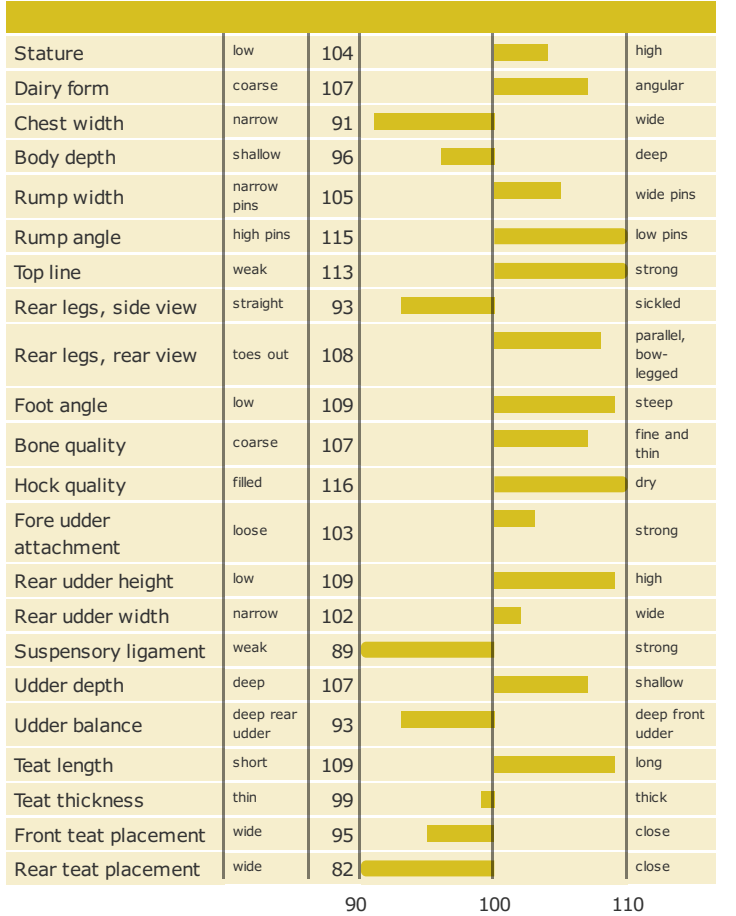 Stature low 104 high
Dairy form coarse 107 angular
Chest width narrow 91 wide
Body depth shallow 96 deep
Rump width narrow pins 105 wide pins
Rump angle high pins 115 low pins
Top line weak 113 strong
Rear legs, side view straight 93 sickled
Rear legs, rear view toes out 108 parallel, bow-legged
Foot angle low 109 steep
Bone quality coarse 107 fine and thin
Hock quality filled 116 dry
Fore udder attachment loose 103 strong
Rear udder height low 109 high
Rear udder width narrow 102 wide
Suspensory ligament weak 89 strong
Udder depth deep 107 shallow
Udder balance deep rear udder 93 deep front udder
Teat length short 109 long
Teat thickness thin 99 thick
Front teat placement wide 95 close
Rear teat placement wide 82 close
90 100 110